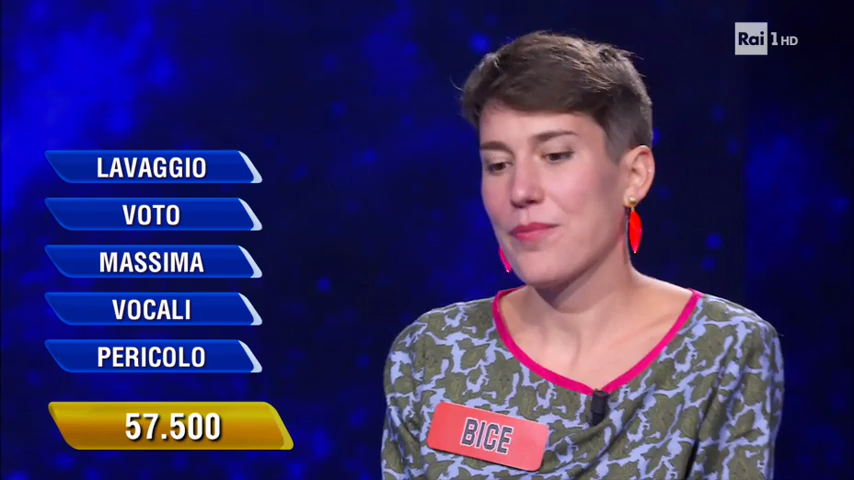 Rai 1 HD
LAVAGGIO
VOTO
MASSIMA
VOCALI
PERICOLO
57.500
BICE